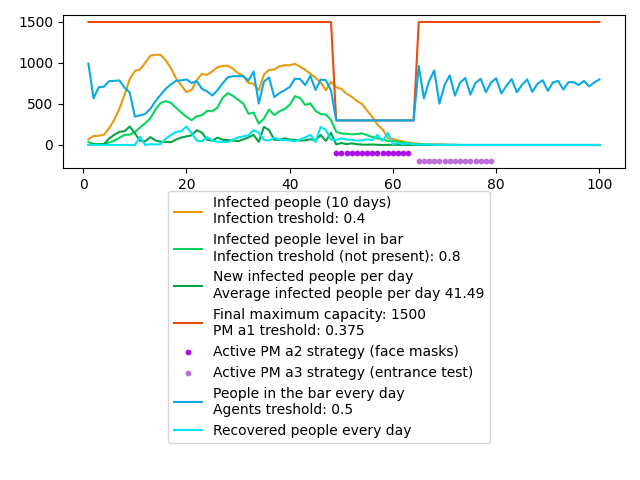 1500
1000
500
0
0
20
40
60
80
100
Infected people (10 days)
Infection treshold: 0.4
Infected people level in bar
Infection treshold (not present): 0.8
New infected people per day
Average infected people per day 41.49
Final maximum capacity: 1500
PM a1 treshold: 0.375
Active PM a2 strategy (face masks)
Active PM a3 strategy (entrance test)
People in the bar every day
Agents treshold: 0.5
Recovered people every day